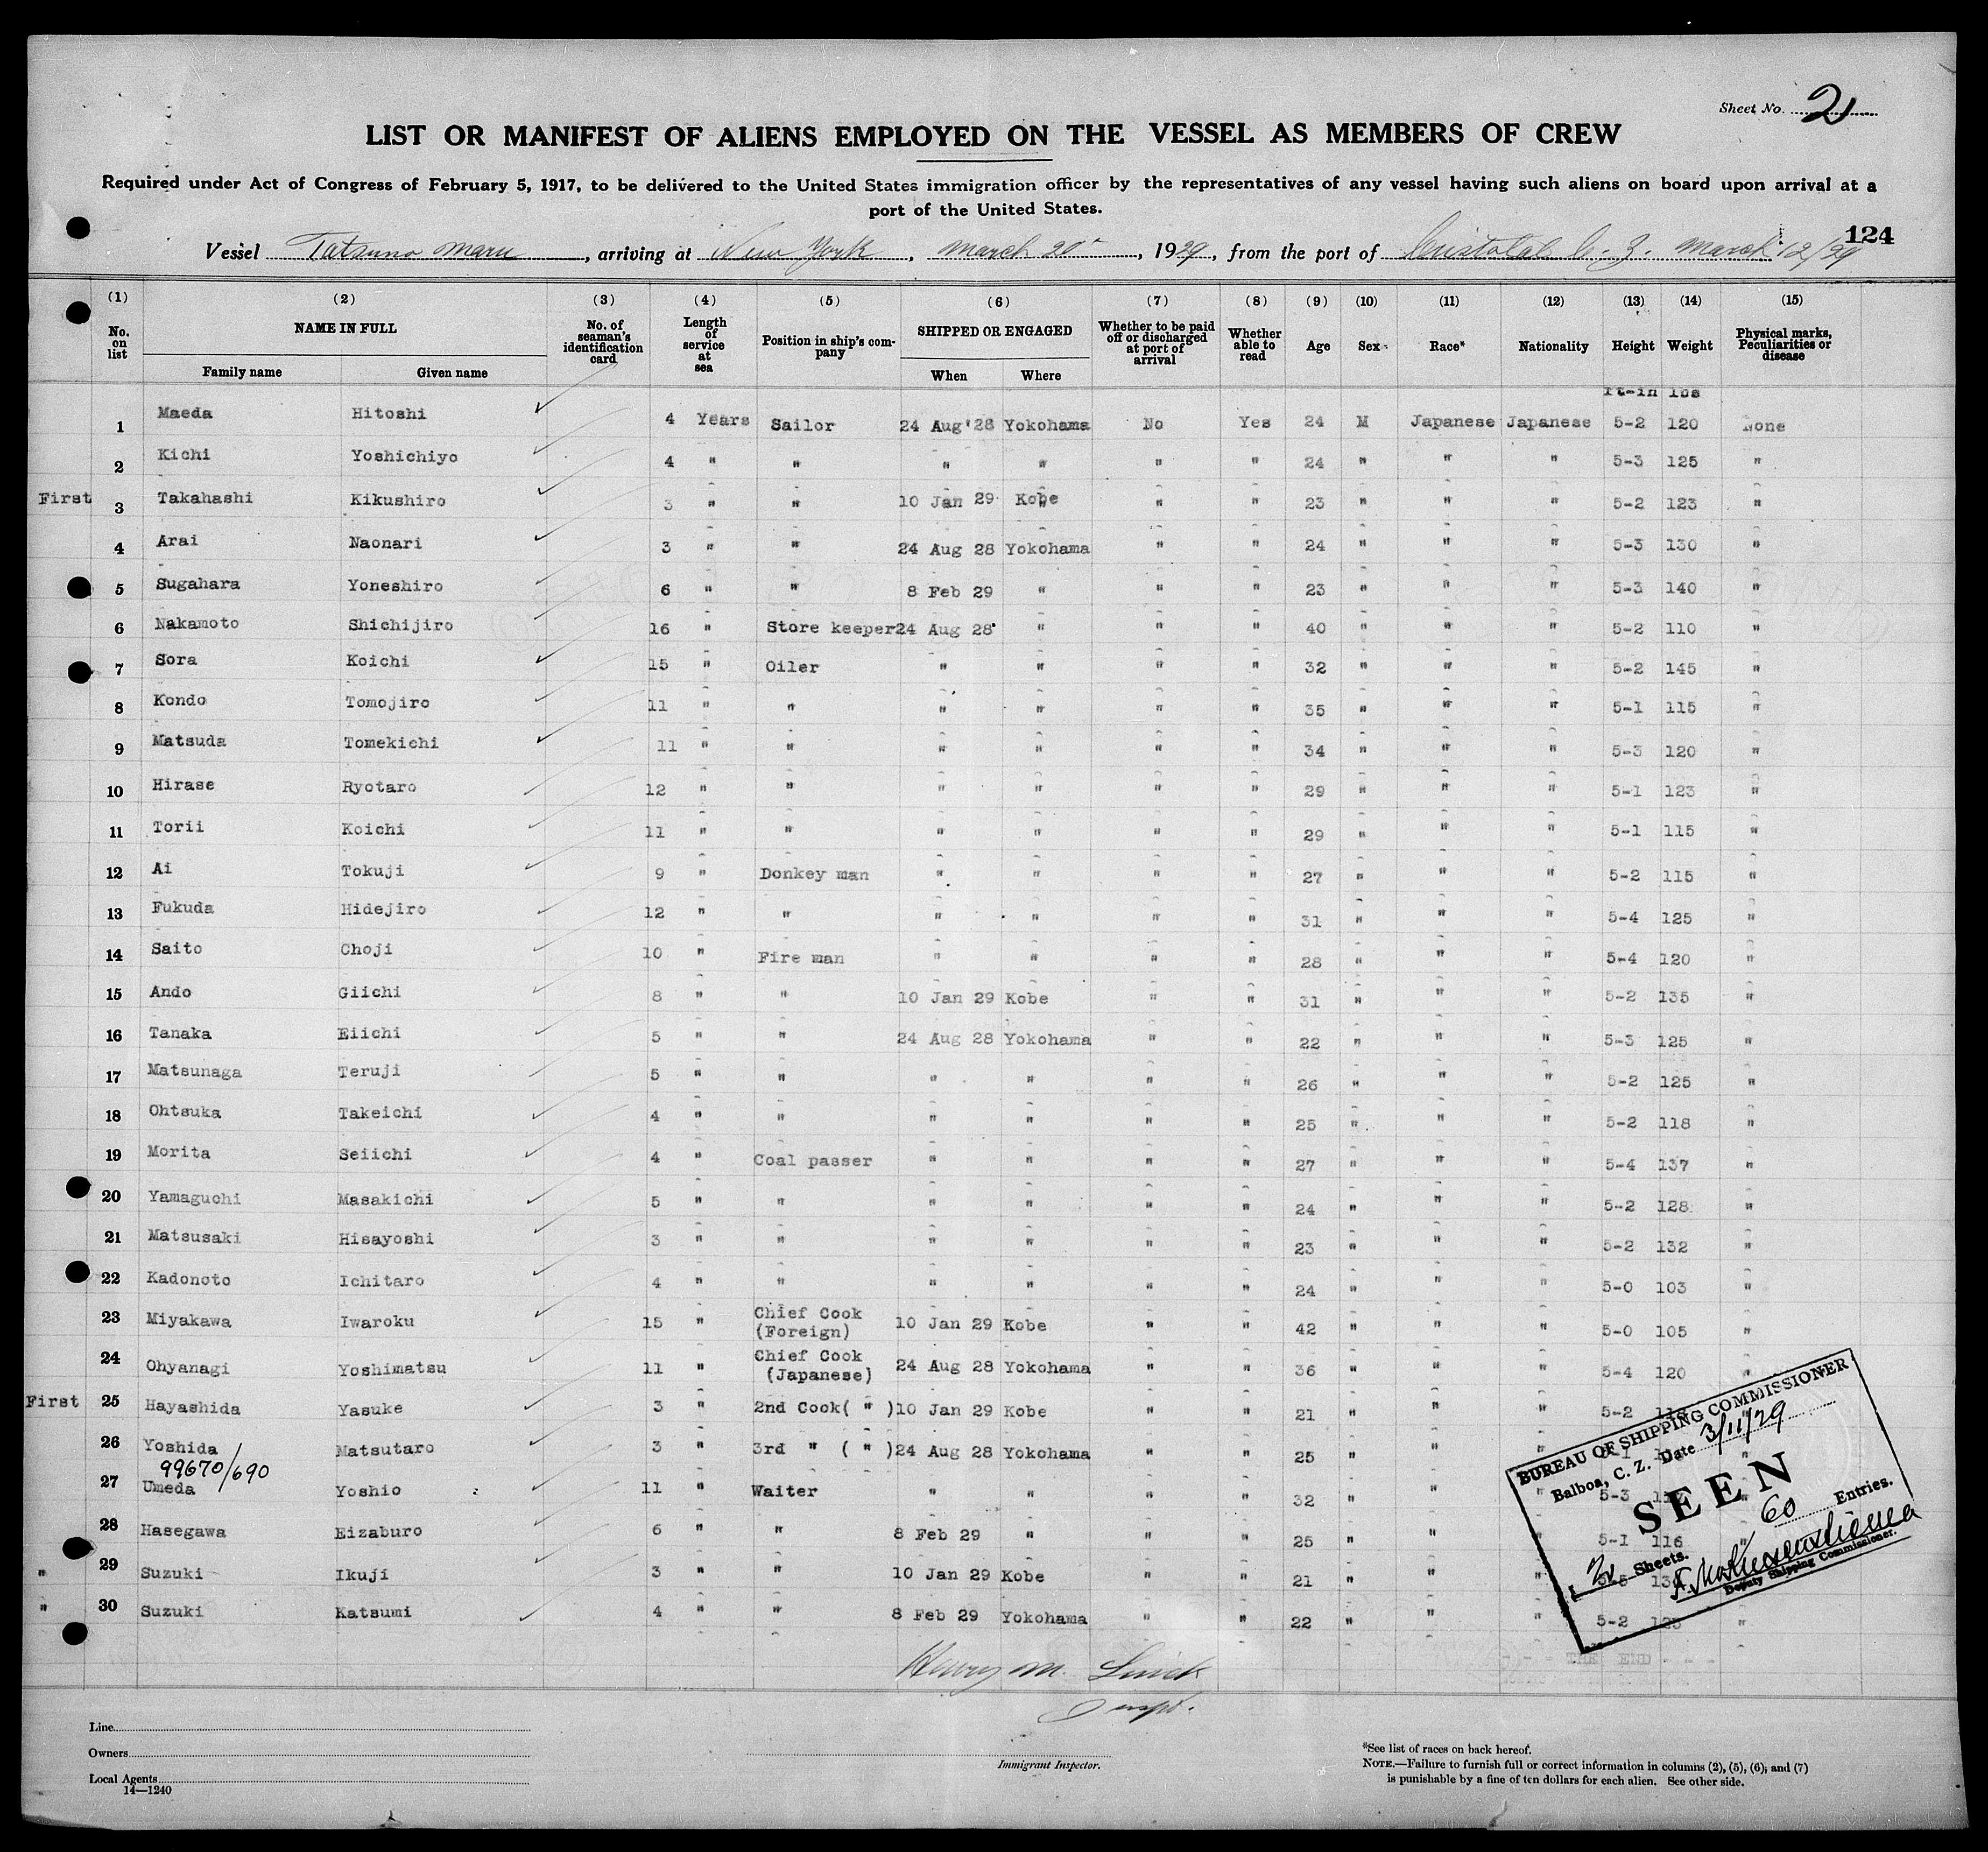 Sheet No. 2
LIST OR MANIFEST OF ALIENS EMPLOYED ON THE VESSEL AS MEMBERS OF CREW
Required under Act of Congress of February 5, 1917, to be delivered to the United States immigration officer by the representatives of any vessel having such aliens on board upon arrival at a
port of the United States.
124
Vessel Tatsuno Maru, arriving at New York, March 20, 1929, from the port of Cristobal C. Z. March 12/29
(1) (2) (3) (4) (5) (6) (7) (8) (9) (10) (11) (12) (13) (14) (15)
No. on list NAME IN FULL Family name Given name No. of seaman's identification card Length of service at sea Position in ship's company SHIPPED OR ENGAGED When Where Whether to be paid off or discharged at port of arrival Whether able to read Age Sex Race* Nationality Height Weight Physical marks, Peculiarities or disease
ft-in lbs
1 Maeda Hitoshi 4 Years Sailor 24 Aug '28 Yokohama No Yes 24 M Japanese Japanese 5-2 120 None
2 Kichi Yoshichiyo 4 " " " " " " 24 " " " 5-3 125 "
First 3 Takahashi Kikushiro 3 " " 10 Jan 29 Kobe " " 23 " " " 5-2 123 "
4 Arai Naonari 3 " " 24 Aug 28 Yokohama " " 24 " " " 5-3 130 "
5 Sugahara Yoneshiro 6 " " 8 Feb 29 " " " 23 " " " 5-3 140 "
6 Nakamoto Shichijiro 16 " Store keeper 24 Aug 28 " " " 40 " " " 5-2 110 "
7 Sora Koichi 15 " Oiler " " " " 32 " " " 5-2 145 "
8 Kondo Tomojiro 11 " " " " " " 35 " " " 5-1 115 "
9 Matsuda Tomekichi 11 " " " " " " 34 " " " 5-3 120 "
10 Hirase Ryotaro 12 " " " " " " 29 " " " 5-1 123 "
11 Torii Koichi 11 " " " " " " 29 " " " 5-1 115 "
12 Ai Tokuji 9 " Donkey man " " " " 27 " " " 5-2 115 "
13 Fukuda Hidejiro 12 " " " " " " 31 " " " 5-4 125 "
14 Saito Choji 10 " Fire man " " " " 28 " " " 5-4 120 "
15 Ando Giichi 8 " " 10 Jan 29 Kobe " " 31 " " " 5-2 135 "
16 Tanaka Eiichi 5 " " 24 Aug 28 Yokohama " " 22 " " " 5-3 125 "
17 Matsunaga Teruji 5 " " " " " " 26 " " " 5-2 125 "
18 Ohtsuka Takeichi 4 " " " " " " 25 " " " 5-2 118 "
19 Morita Seiichi 4 " Coal passer " " " " 27 " " " 5-4 137 "
20 Yamaguchi Masakichi 5 " " " " " " 24 " " " 5-2 128 "
21 Matsusaki Hisayoshi 3 " " " " " " 23 " " " 5-2 132 "
22 Kadonoto Ichitaro 4 " " " " " " 24 " " " 5-0 103 "
23 Miyakawa Iwaroku 15 " Chief Cook (Foreign) 10 Jan 29 Kobe " " 42 " " " 5-0 105 "
24 Ohyanagi Yoshimatsu 11 " Chief Cook (Japanese) 24 Aug 28 Yokohama " " 36 " " " 5-4 120 "
First 25 Hayashida Yasuke 3 " 2nd Cook( " ) 10 Jan 29 Kobe " " 21 " " " 5-2
26 Yoshida Matsutaro 3 " 3rd " ( " ) 24 Aug 28 Yokohama " " 25 " "
99670/690
27 Umeda Yoshio 11 " Waiter " " " " 32 " " " 5-3
28 Hasegawa Eizaburo 6 " " 8 Feb 29 " " " 25 " " " 5-1 116
" 29 Suzuki Ikuji 3 " " 10 Jan 29 Kobe " " 21 " " "
" 30 Suzuki Katsumi 4 " " 8 Feb 29 Yokohama " " 22 " " " 5-2 "
- - THE END - - -
BUREAU OF SHIPPING COMMISSIONER
Balboa, C. Z. Date 3/11/29
SEEN
60 Entries.
2 Sheets.
Deputy Shipping Commissioner.
Henry M.
Inspt.
Line
Owners
Local Agents
14—1240
Immigrant Inspector.
*See list of races on back hereof.
NOTE.—Failure to furnish full or correct information in columns (2), (5), (6), and (7)
is punishable by a fine of ten dollars for each alien. See other side.